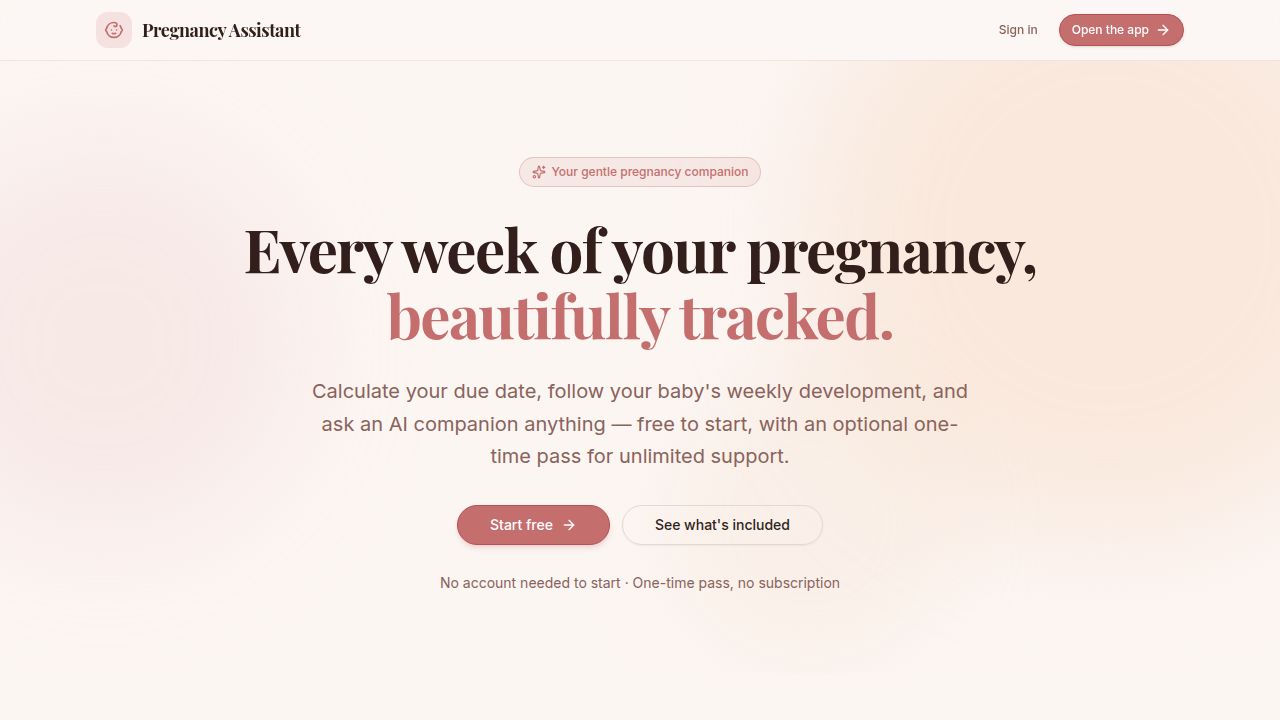 Pregnancy Assistant
Sign in
Open the app
Your gentle pregnancy companion
Every week of your pregnancy,
beautifully tracked.
Calculate your due date, follow your baby's weekly development, and
ask an AI companion anything — free to start, with an optional one-
time pass for unlimited support.
Start free
See what's included
No account needed to start · One-time pass, no subscription